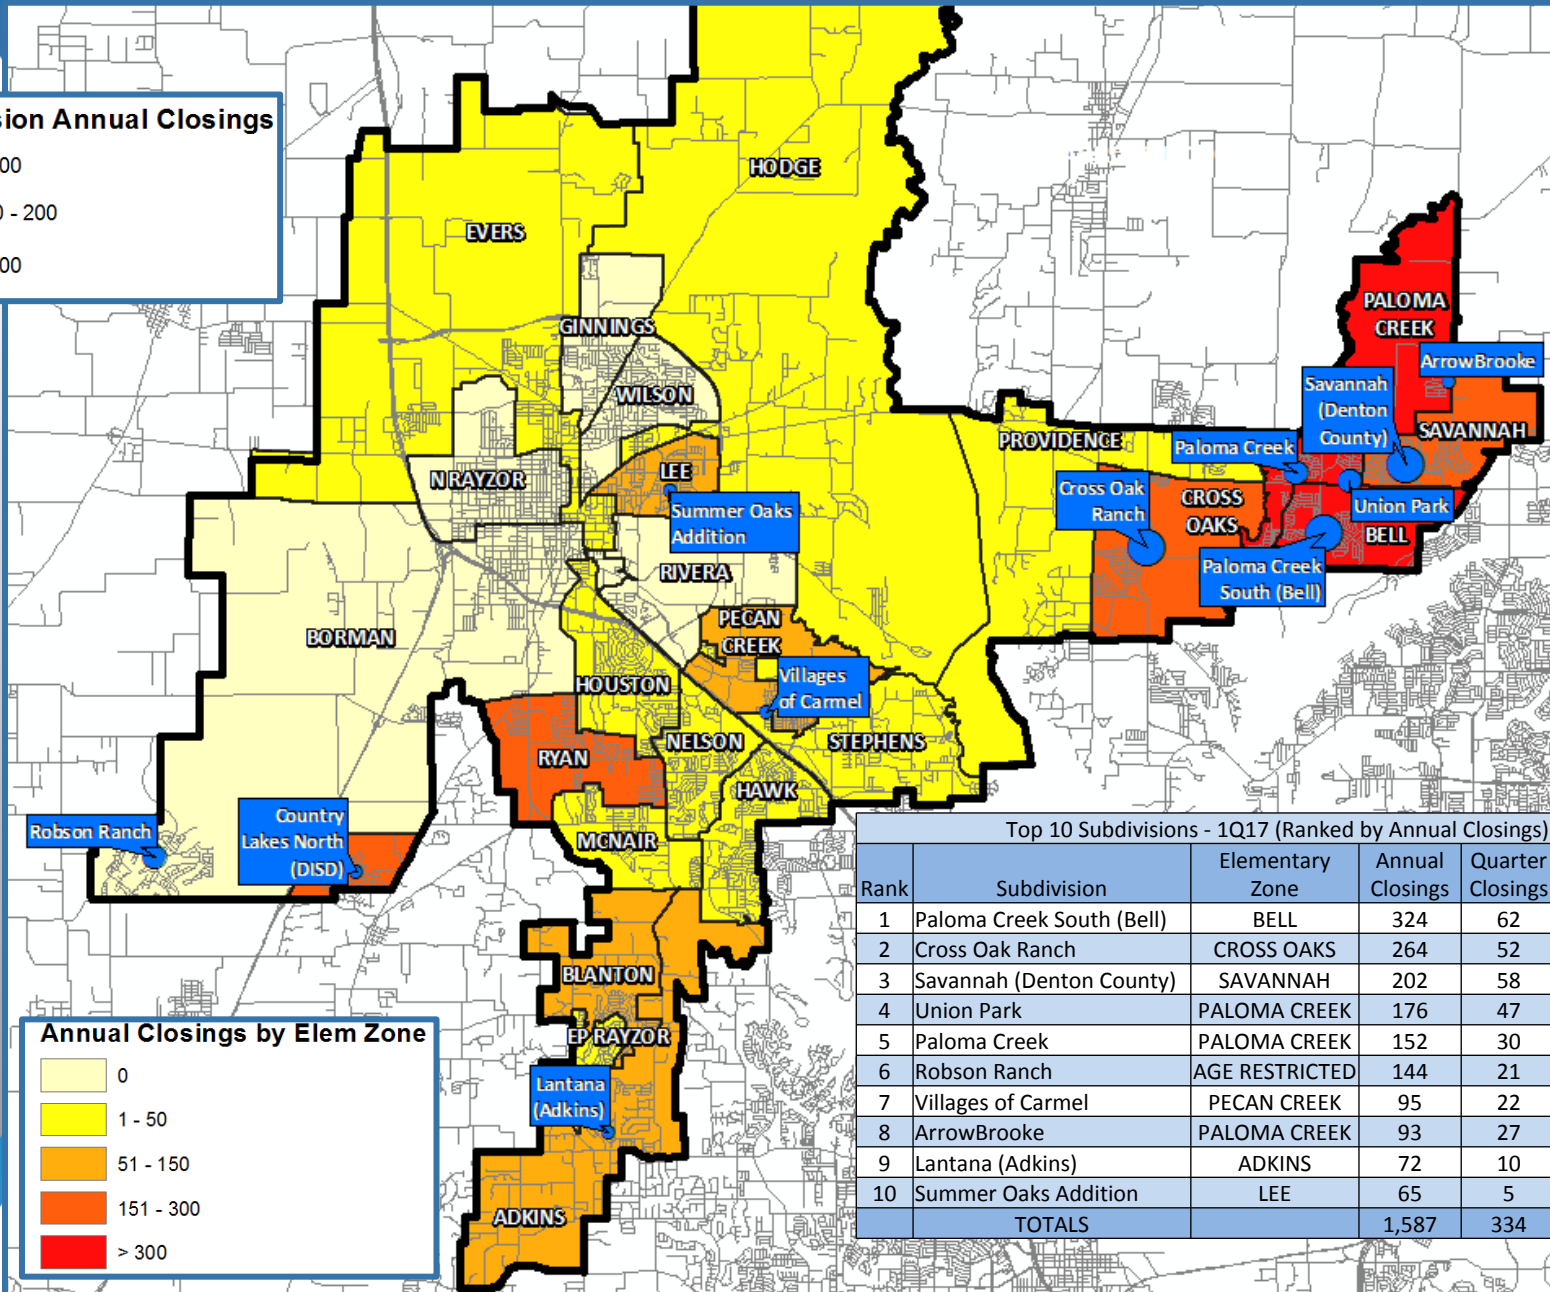 sion Annual Closings
00
0 - 200
00
HODGE
EVERS
PALOMA
CREEK
GINNINGS
ArrowBrooke
Savannah
(Denton
County)
WILSON
SAVANNAH
PROVIDENCE
Paloma Creek
LEE
N RAYZOR
Cross Oak
Ranch
CROSS
OAKS
Union Park
Summer Oaks
Addition
BELL
RIVERA
Paloma Creek
South (Bell)
PECAN
CREEK
BORMAN
HOUSTON
Villages
of Carmel
NELSON
STEPHENS
RYAN
HAWK
Country
Lakes North
(DISD)
Robson Ranch
MCNAIR
BLANTON
EP RAYZOR
Lantana
(Adkins)
ADKINS
Annual Closings by Elem Zone
0
1 - 50
51 - 150
151 - 300
> 300
Top 10 Subdivisions - 1Q17 (Ranked by Annual Closings)
Rank Subdivision Elementary Zone Annual Closings Quarter Closings
1 Paloma Creek South (Bell) BELL 324 62
2 Cross Oak Ranch CROSS OAKS 264 52
3 Savannah (Denton County) SAVANNAH 202 58
4 Union Park PALOMA CREEK 176 47
5 Paloma Creek PALOMA CREEK 152 30
6 Robson Ranch AGE RESTRICTED 144 21
7 Villages of Carmel PECAN CREEK 95 22
8 ArrowBrooke PALOMA CREEK 93 27
9 Lantana (Adkins) ADKINS 72 10
10 Summer Oaks Addition LEE 65 5
TOTALS 1,587 334